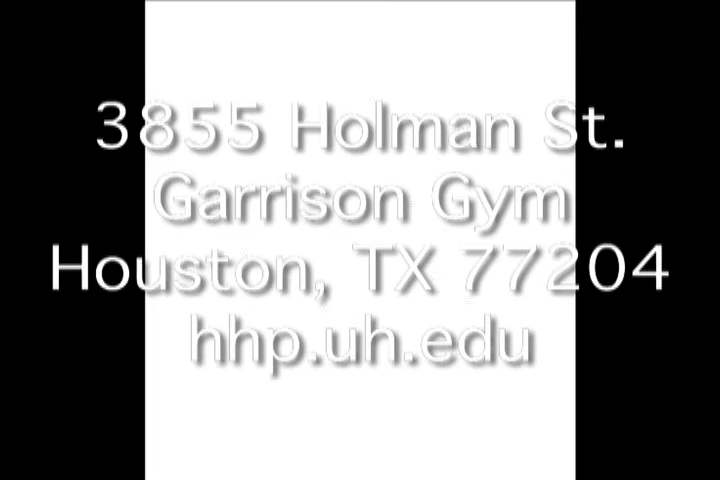 3855 Holman St.
Garrison Gym
Houston, TX 77204
hhp.uh.edu